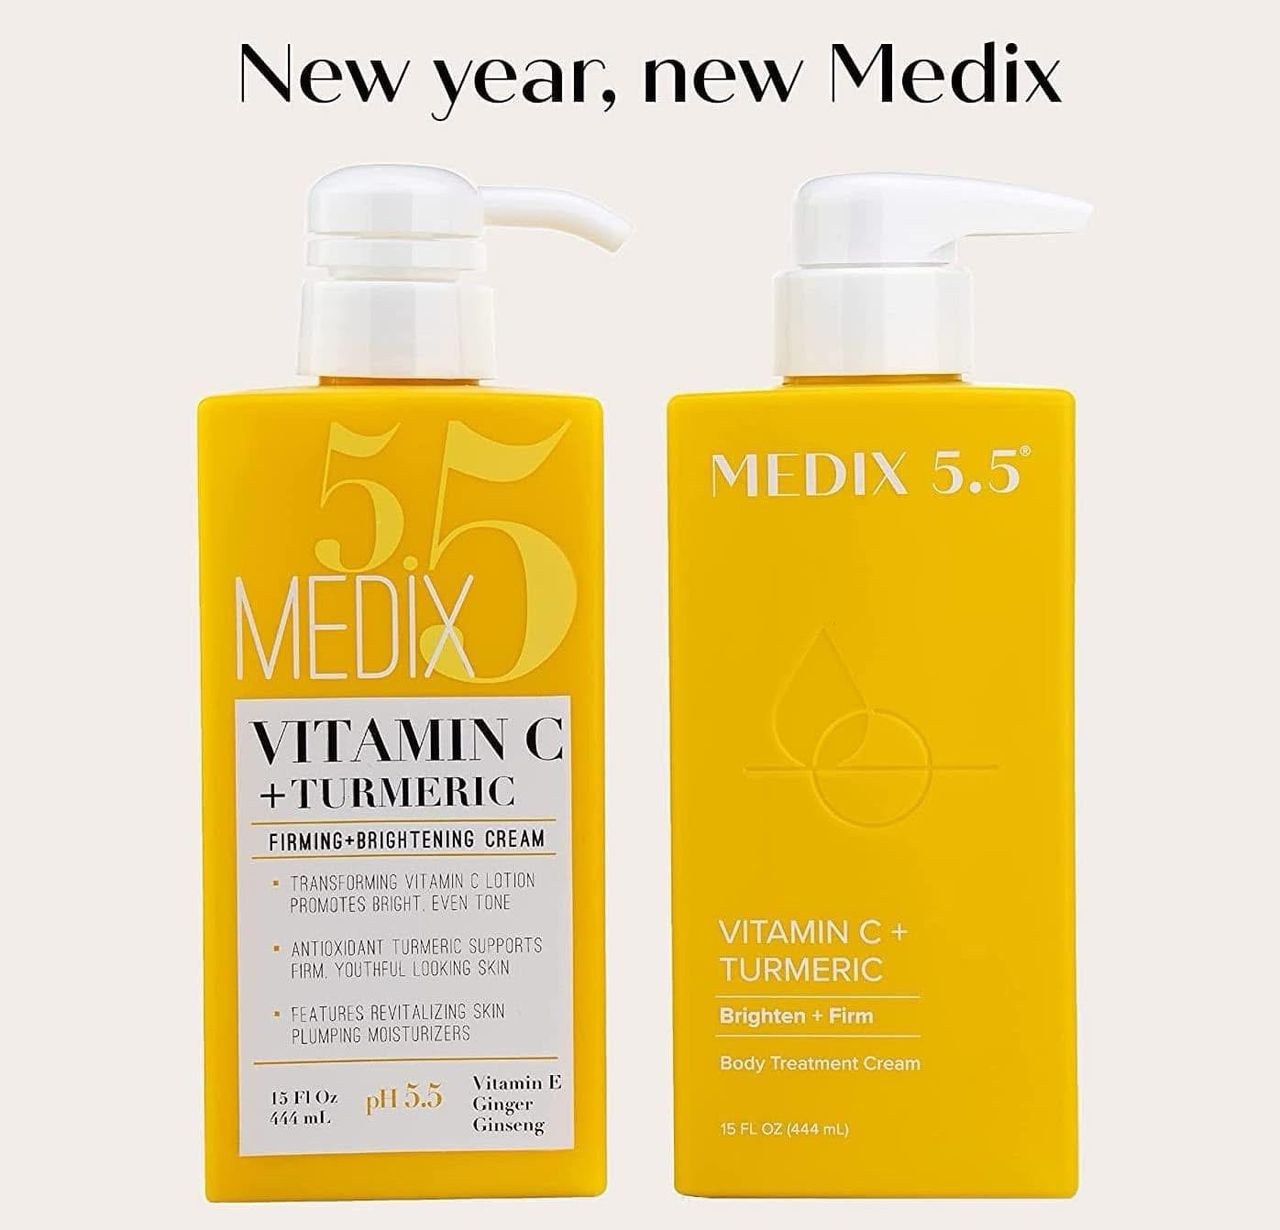 New year, new Medix
5.5
MEDiX
VITAMIN C
+TURMERIC
FIRMING+BRIGHTENING CREAM
▪ TRANSFORMING VITAMIN C LOTION
PROMOTES BRIGHT, EVEN TONE
▪ ANTIOXIDANT TURMERIC SUPPORTS
FIRM, YOUTHFUL LOOKING SKIN
▪ FEATURES REVITALIZING SKIN
PLUMPING MOISTURIZERS
15 Fl Oz
444 mL
pH 5.5
Vitamin E
Ginger
Ginseng
MEDIX 5.5®
VITAMIN C +
TURMERIC
Brighten + Firm
Body Treatment Cream
15 FL OZ (444 mL)